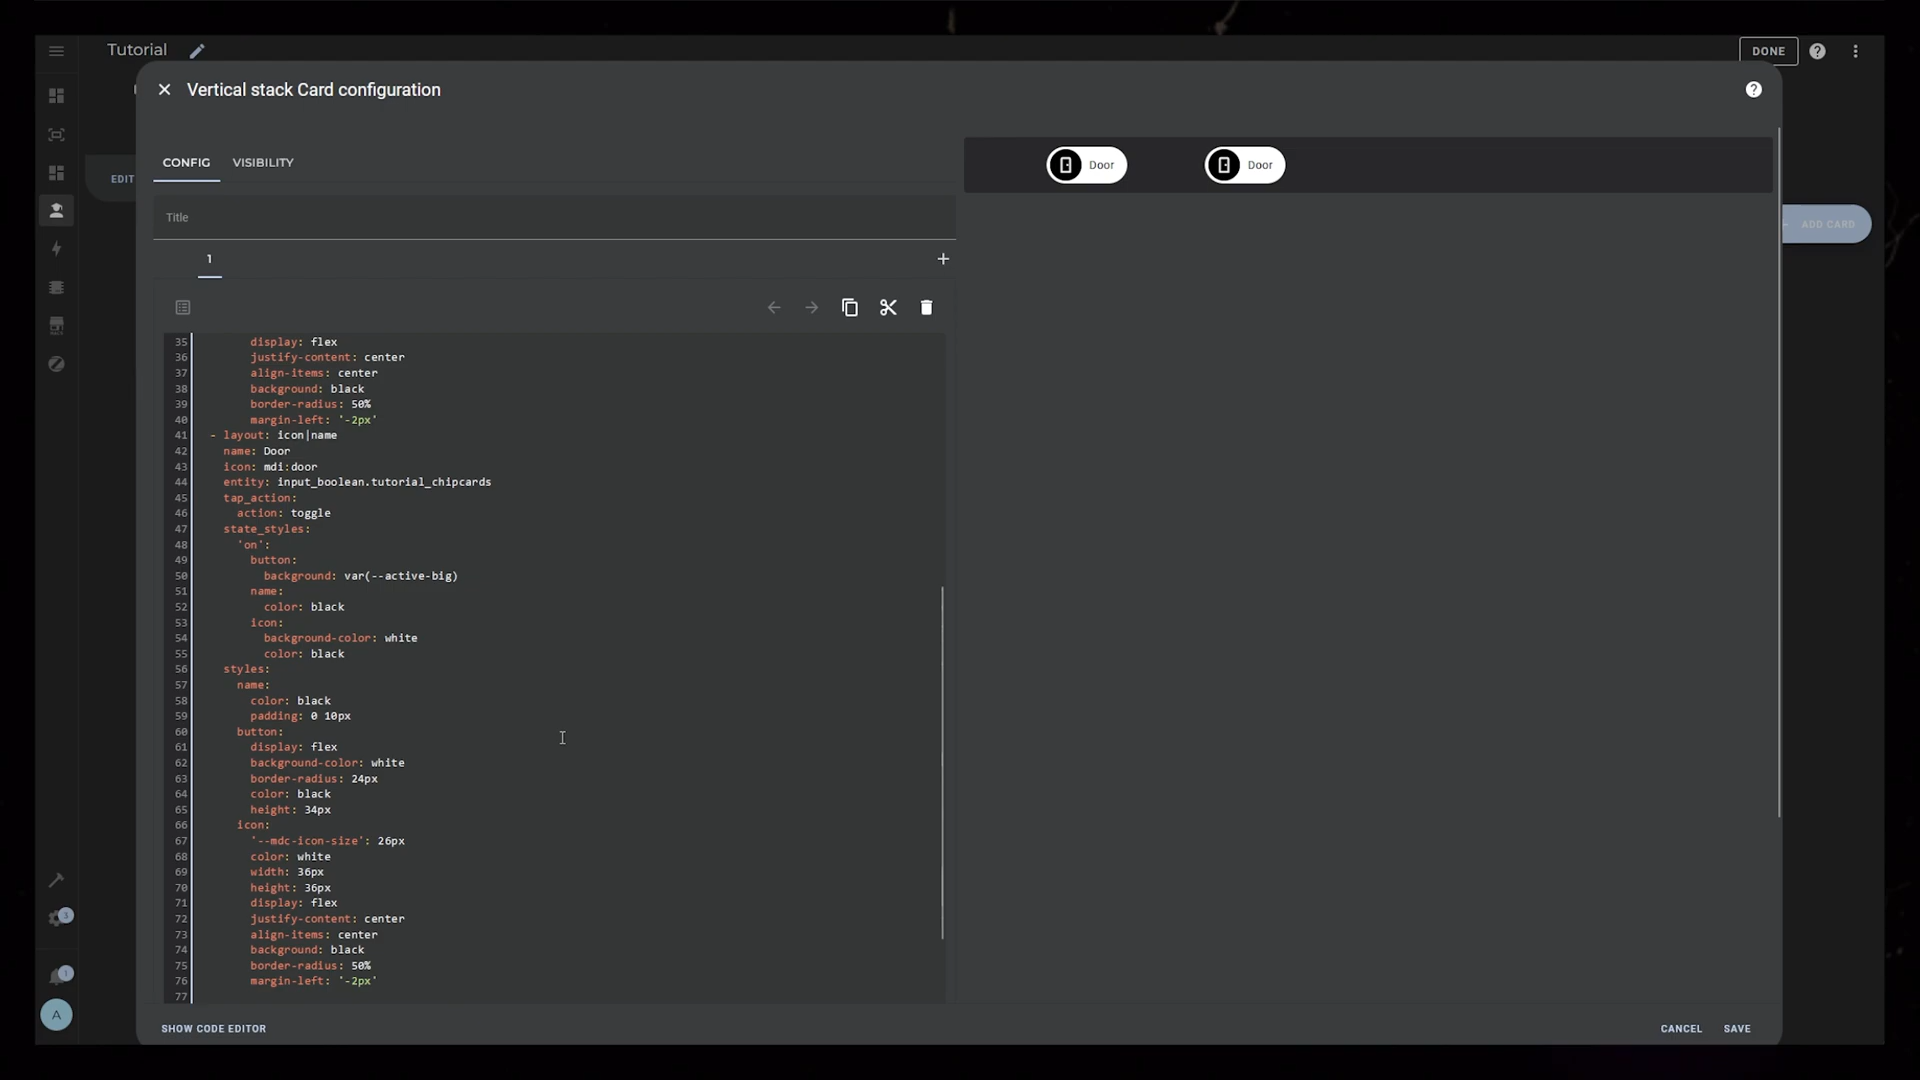 Tutorial
DONE
Vertical stack Card configuration
CONFIG VISIBILITY
Door Door
EDIT
Title
ADD CARD
1
35 display: flex
36 justify-content: center
37 align-items: center
38 background: black
39 border-radius: 50%
40 margin-left: '-2px'
41 - layout: icon|name
42 name: Door
43 icon: mdi:door
44 entity: input_boolean.tutorial_chipcards
45 tap_action:
46 action: toggle
47 state_styles:
48 'on':
49 button:
50 background: var(--active-big)
51 name:
52 color: black
53 icon:
54 background-color: white
55 color: black
56 styles:
57 name:
58 color: black
59 padding: 0 10px
60 button:
61 display: flex
62 background-color: white
63 border-radius: 24px
64 color: black
65 height: 34px
66 icon:
67 '--mdc-icon-size': 26px
68 color: white
69 width: 36px
70 height: 36px
71 display: flex
72 justify-content: center
73 align-items: center
74 background: black
75 border-radius: 50%
76 margin-left: '-2px'
77
3
1
A
SHOW CODE EDITOR
CANCEL SAVE